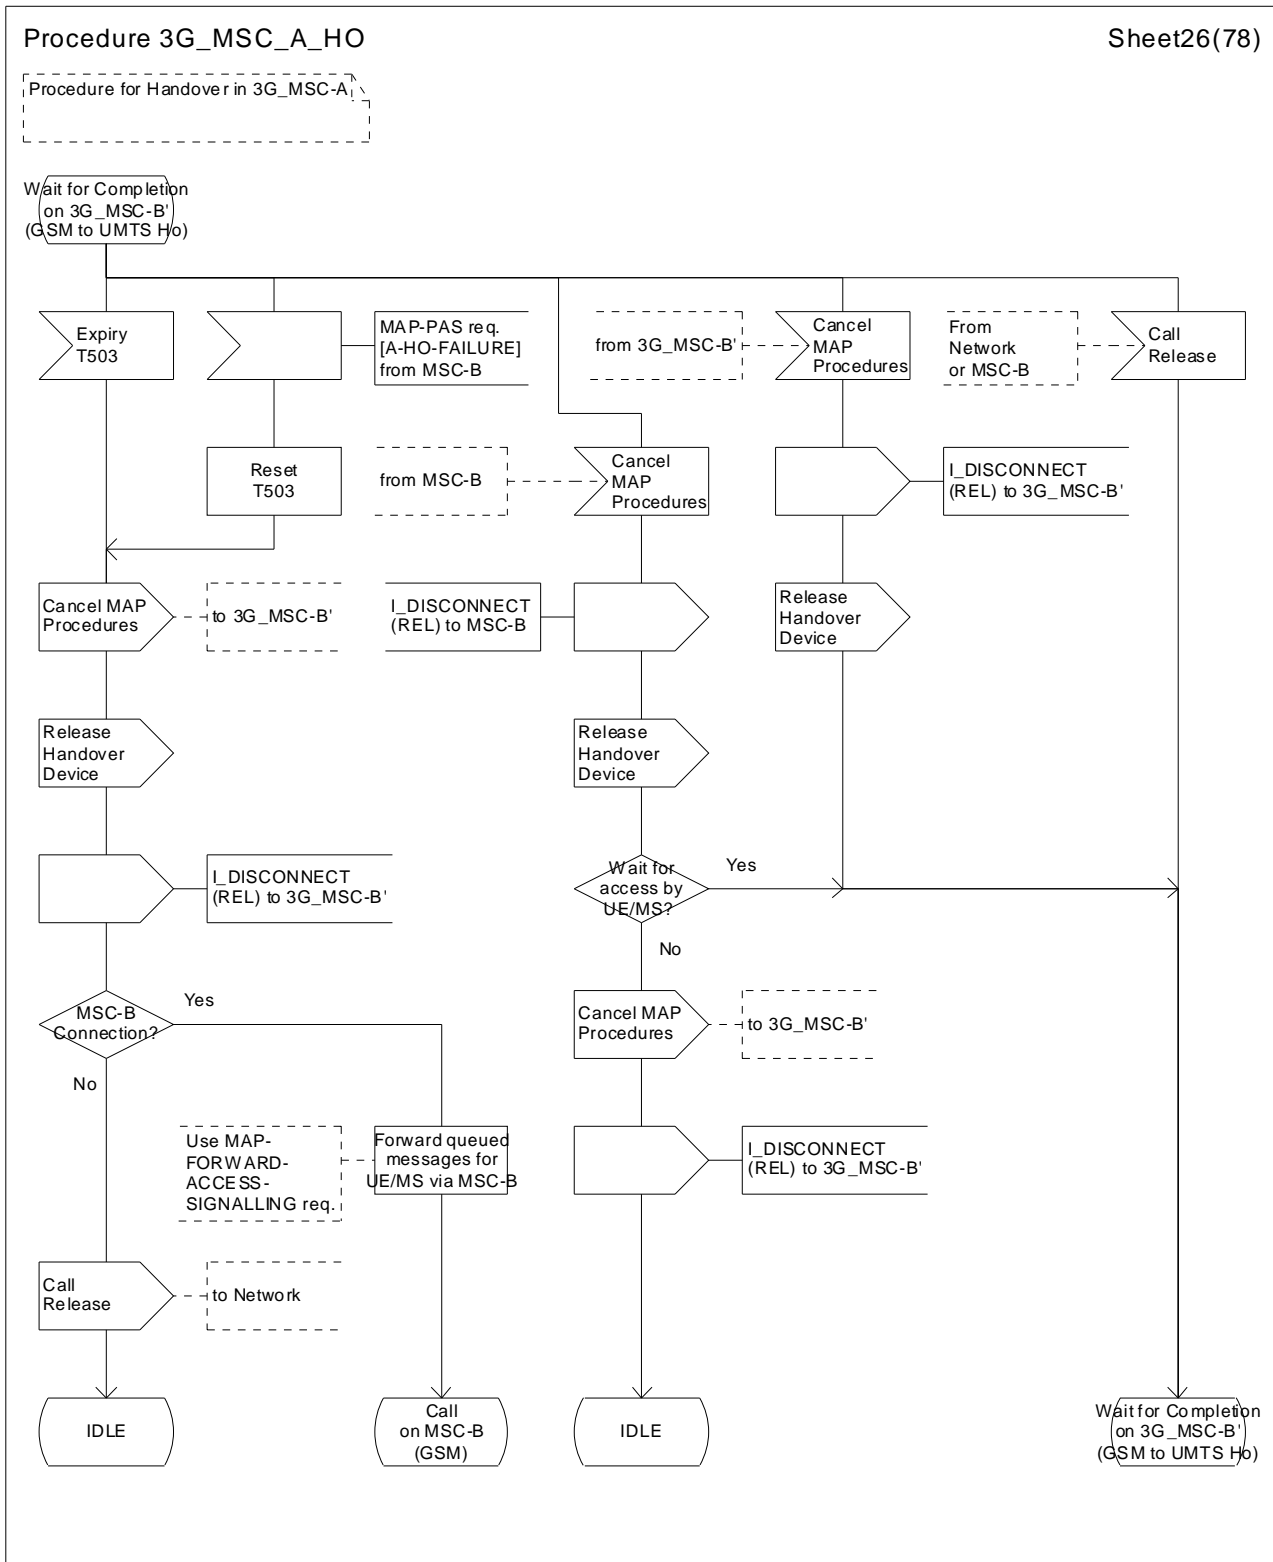 Procedure 3G_MSC_A_HO
Sheet26(78)
Procedure for Handover in 3G_MSC-A
Wait for Completion
on 3G_MSC-B'
(GSM to UMTS Ho)
Expiry
T503
MAP-PAS req.
[A-HO-FAILURE]
from MSC-B
from 3G_MSC-B'
Cancel
MAP
Procedures
From
Network
or MSC-B
Call
Release
Reset
T503
from MSC-B
Cancel
MAP
Procedures
I_DISCONNECT
(REL) to 3G_MSC-B'
Cancel MAP
Procedures
to 3G_MSC-B'
I_DISCONNECT
(REL) to MSC-B
Release
Handover
Device
Release
Handover
Device
Release
Handover
Device
I_DISCONNECT
(REL) to 3G_MSC-B'
Wait for
access by
UE/MS?
Yes
No
MSC-B
Connection?
Yes
No
Cancel MAP
Procedures
to 3G_MSC-B'
Use MAP-
FORWARD-
ACCESS-
SIGNALLING req.
Forward queued
messages for
UE/MS via MSC-B
I_DISCONNECT
(REL) to 3G_MSC-B'
Call
Release
to Network
IDLE
Call
on MSC-B
(GSM)
IDLE
Wait for Completion
on 3G_MSC-B'
(GSM to UMTS Ho)